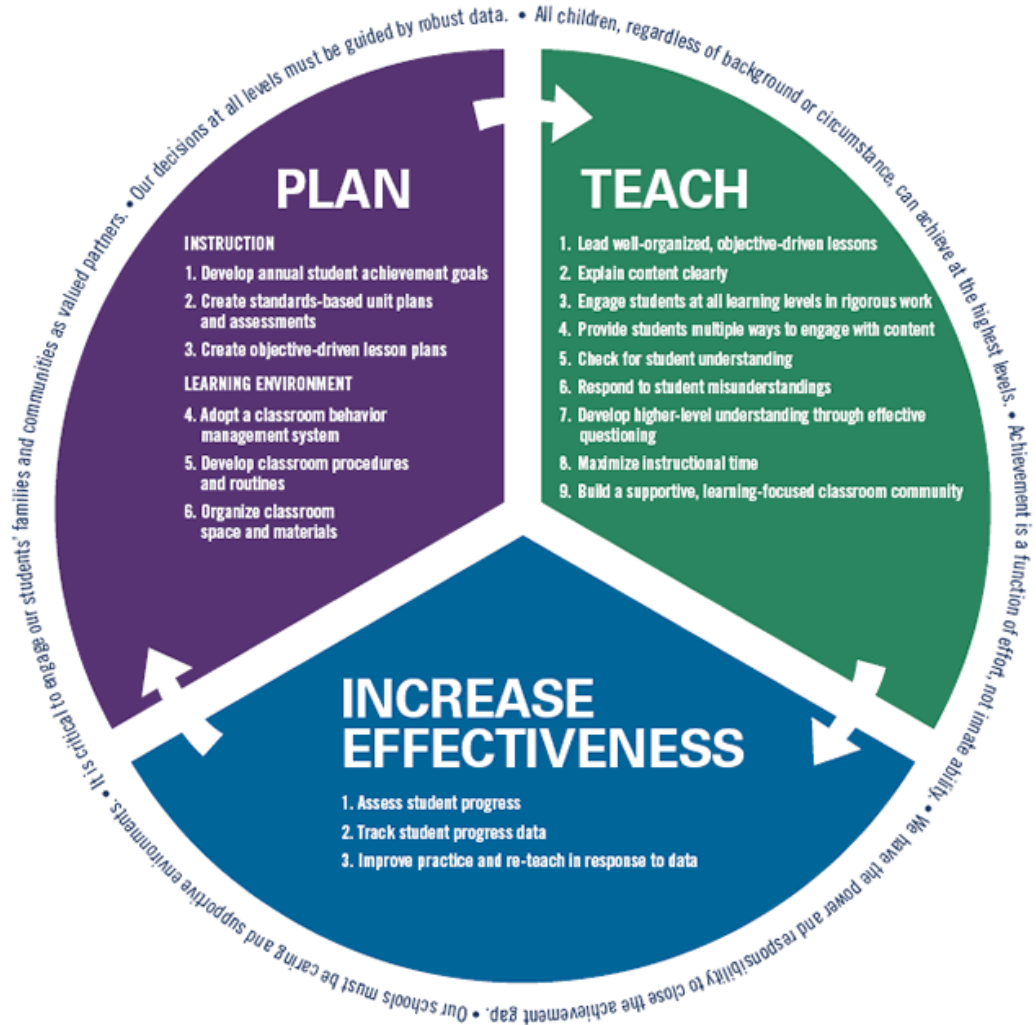 • All children, regardless of background or circumstance, can achieve at the highest levels. • Achievement is a function of effort, not innate ability. • We have the power and responsibility to close the achievement gap. • Our schools must be caring and supportive environments. • It is critical to engage our students' families and communities as valued partners. • Our decisions at all levels must be guided by robust data.
PLAN
INSTRUCTION
1. Develop annual student achievement goals
2. Create standards-based unit plans
and assessments
3. Create objective-driven lesson plans
LEARNING ENVIRONMENT
4. Adopt a classroom behavior
management system
5. Develop classroom procedures
and routines
6. Organize classroom
space and materials
TEACH
1. Lead well-organized, objective-driven lessons
2. Explain content clearly
3. Engage students at all learning levels in rigorous work
4. Provide students multiple ways to engage with content
5. Check for student understanding
6. Respond to student misunderstandings
7. Develop higher-level understanding through effective
questioning
8. Maximize instructional time
9. Build a supportive, learning-focused classroom community
INCREASE
EFFECTIVENESS
1. Assess student progress
2. Track student progress data
3. Improve practice and re-teach in response to data